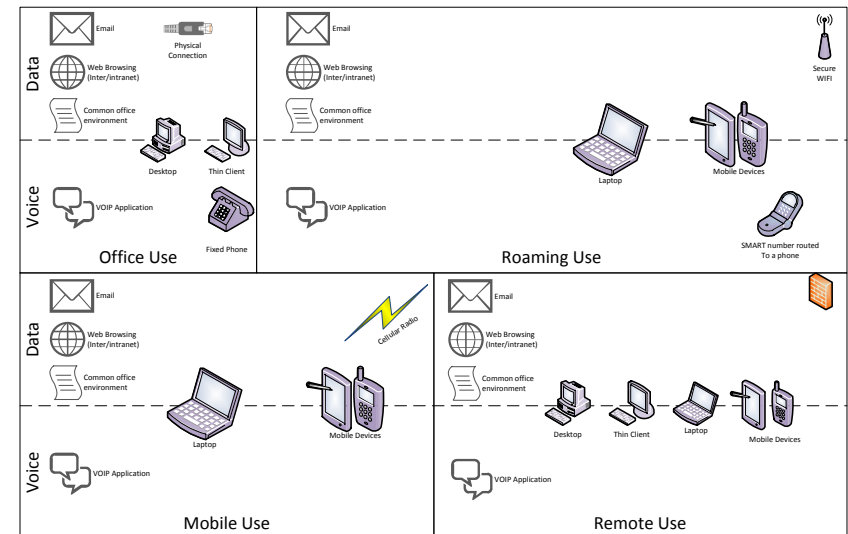 Data
Email
Physical
Connection
Web Browsing
(Inter/intranet)
Common office
environment
Desktop
Thin Client
Voice
VOIP Application
Fixed Phone
Office Use
Email
Secure
WIFI
Web Browsing
(Inter/intranet)
Common office
environment
Laptop
Mobile Devices
VOIP Application
SMART number routed
To a phone
Roaming Use
Data
Email
Cellular Radio
Web Browsing
(Inter/intranet)
Common office
environment
Laptop
Mobile Devices
Voice
VOIP Application
Mobile Use
Email
Web Browsing
(Inter/intranet)
Common office
environment
Desktop
Thin Client
Laptop
Mobile Devices
VOIP Application
Remote Use